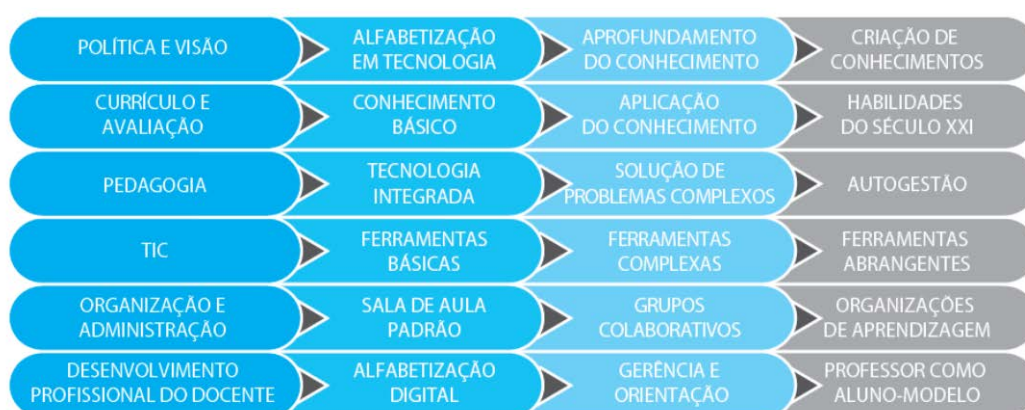 POLÍTICA E VISÃO
ALFABETIZAÇÃO
EM TECNOLOGIA
APROFUNDAMENTO
DO CONHECIMENTO
CRIAÇÃO DE
CONHECIMENTOS
CURRÍCULO E
AVALIAÇÃO
CONHECIMENTO
BÁSICO
APLICAÇÃO
DO CONHECIMENTO
HABILIDADES
DO SÉCULO XXI
PEDAGOGIA
TECNOLOGIA
INTEGRADA
SOLUÇÃO DE
PROBLEMAS COMPLEXOS
AUTOGESTÃO
TIC
FERRAMENTAS
BÁSICAS
FERRAMENTAS
COMPLEXAS
FERRAMENTAS
ABRANGENTES
ORGANIZAÇÃO E
ADMINISTRAÇÃO
SALA DE AULA
PADRÃO
GRUPOS
COLABORATIVOS
ORGANIZAÇÕES
DE APRENDIZAGEM
DESENVOLVIMENTO
PROFISSIONAL DO DOCENTE
ALFABETIZAÇÃO
DIGITAL
GERÊNCIA E
ORIENTAÇÃO
PROFESSOR COMO
ALUNO-MODELO